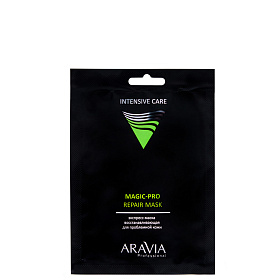 INTENSIVE CARE
MAGIC-PRO
REPAIR MASK
экспресс-маска
восстанавливающая
для проблемной кожи
ARAVIA
Professional